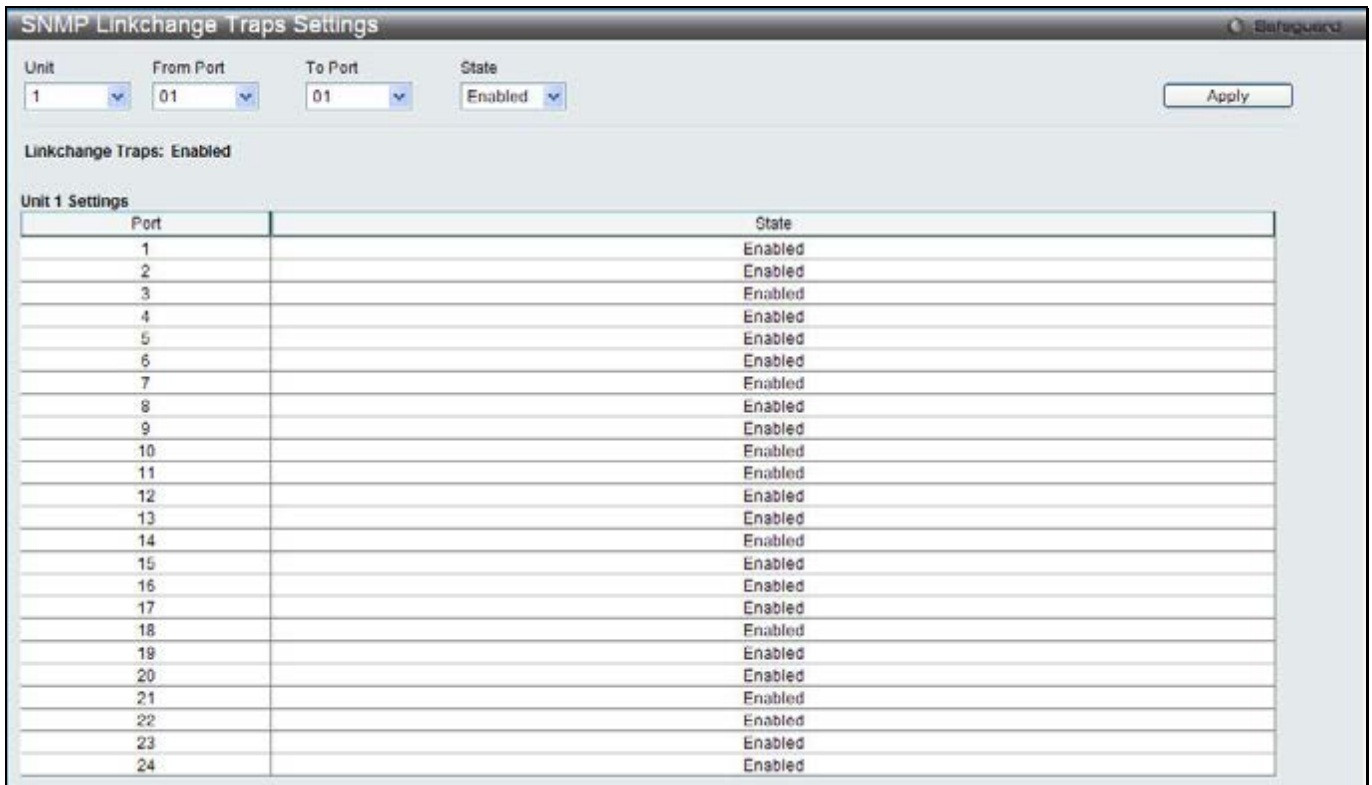 SNMP Linkchange Traps Settings Safeguard
Unit From Port To Port State
1 01 01 Enabled Apply
Linkchange Traps: Enabled
Unit 1 Settings
Port State
1 Enabled
2 Enabled
3 Enabled
4 Enabled
5 Enabled
6 Enabled
7 Enabled
8 Enabled
9 Enabled
10 Enabled
11 Enabled
12 Enabled
13 Enabled
14 Enabled
15 Enabled
16 Enabled
17 Enabled
18 Enabled
19 Enabled
20 Enabled
21 Enabled
22 Enabled
23 Enabled
24 Enabled